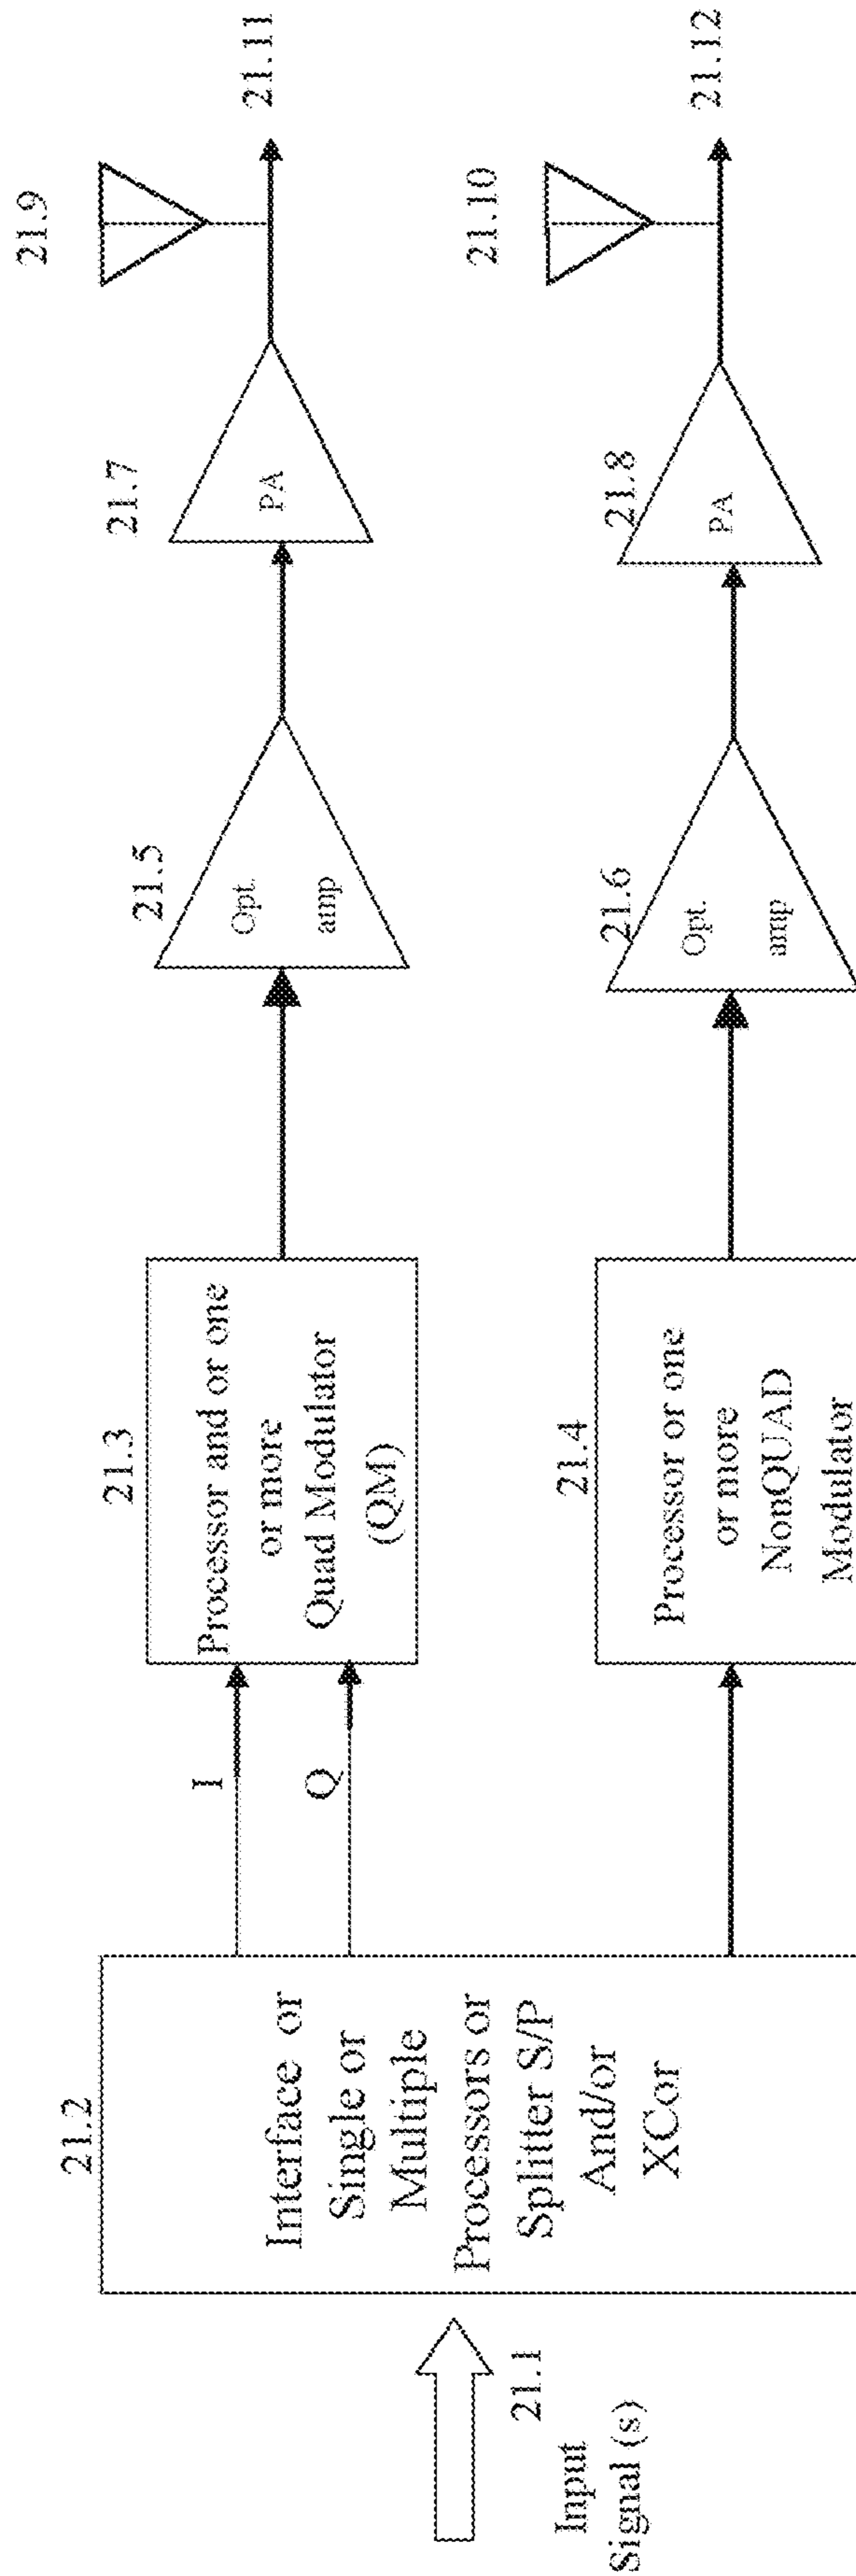 21.1
Input
Signal (s)
21.2
Interface or
Single or
Multiple
Processors or
Splitter S/P
And/or
XCor
I
Q
21.3
Processor and or one
or more
Quad Modulator
(QM)
21.5
Opt.
amp
21.7
PA
21.9
21.11
21.4
Processor or one
or more
NonQUAD
Modulator
21.6
Opt.
amp
21.8
PA
21.10
21.12